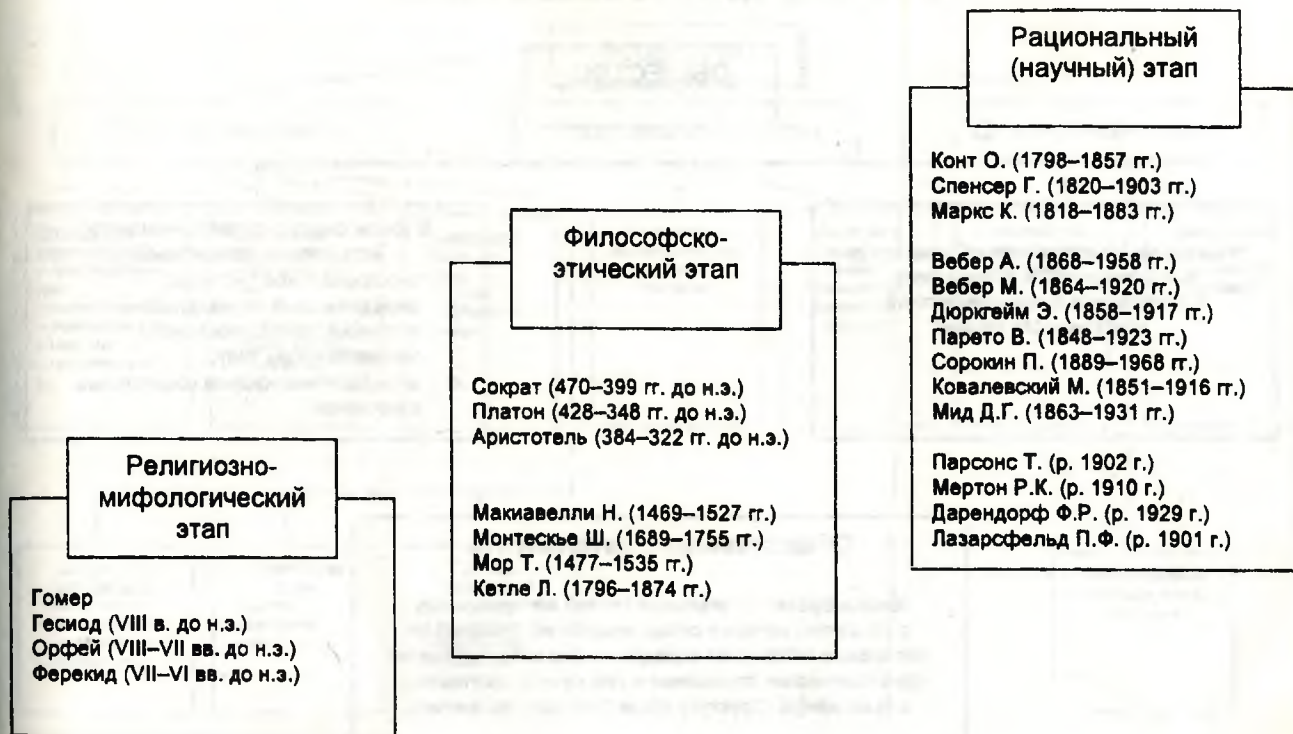 Религиозно-
мифологический
этап
Гомер
Гесиод (VIII в. до н.э.)
Орфей (VIII–VII вв. до н.э.)
Ферекид (VII–VI вв. до н.э.)
Философско-
этический этап
Сократ (470–399 гг. до н.э.)
Платон (428–348 гг. до н.э.)
Аристотель (384–322 гг. до н.э.)
Макиавелли Н. (1469–1527 гг.)
Монтескье Ш. (1689–1755 гг.)
Мор Т. (1477–1535 гг.)
Кетле Л. (1796–1874 гг.)
Рациональный
(научный) этап
Конт О. (1798–1857 гг.)
Спенсер Г. (1820–1903 гг.)
Маркс К. (1818–1883 гг.)
Вебер А. (1868–1958 гг.)
Вебер М. (1864–1920 гг.)
Дюркгейм Э. (1858–1917 гг.)
Парето В. (1848–1923 гг.)
Сорокин П. (1889–1968 гг.)
Ковалевский М. (1851–1916 гг.)
Мид Д.Г. (1863–1931 гг.)
Парсонс Т. (р. 1902 г.)
Мертон Р.К. (р. 1910 г.)
Дарендорф Ф.Р. (р. 1929 г.)
Лазарсфельд П.Ф. (р. 1901 г.)